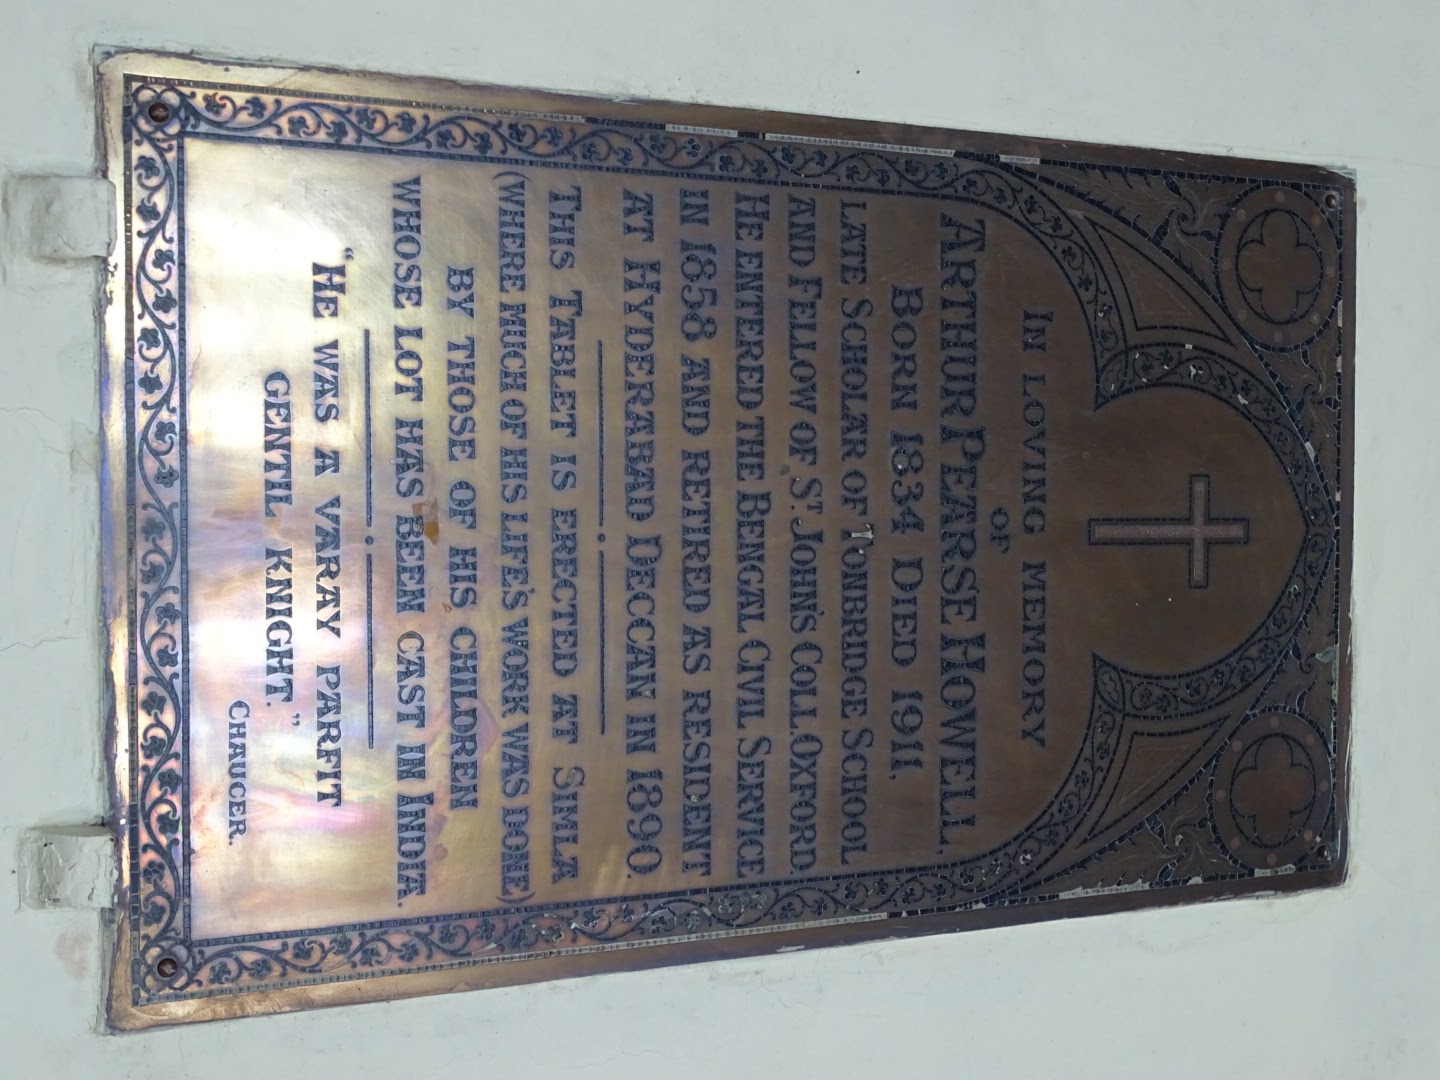 IN LOVING MEMORY
OF
ARTHUR PEARSE HOWELL.
BORN 1834 DIED 1911,
LATE SCHOLAR OF TONBRIDGE SCHOOL
AND FELLOW OF ST. JOHN'S COLL. OXFORD.
HE ENTERED THE BENGAL CIVIL SERVICE
IN 1858 AND RETIRED AS RESIDENT
AT HYDERABAD DECCAN IN 1890.
THIS TABLET IS ERECTED AT SIMLA
(WHERE MICH OF HIS LIFE'S WORK WAS DONE)
BY THOSE OF HIS CHILDREN
WHOSE LOT HAS BEEN CAST IN INDIA.
"HE WAS A VARAY PARFIT
GENTIL KNIGHT."
CHAUCER.